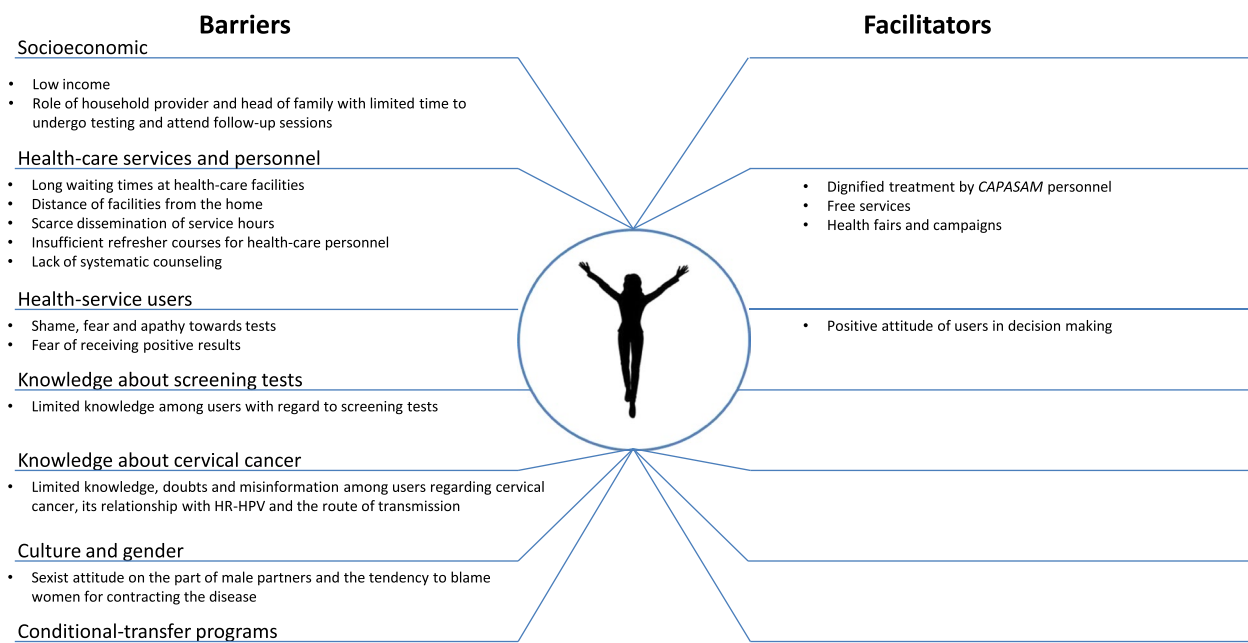 Barriers
Facilitators
Socioeconomic
• Low income
• Role of household provider and head of family with limited time to
undergo testing and attend follow-up sessions
Health-care services and personnel
• Long waiting times at health-care facilities
• Distance of facilities from the home
• Scarce dissemination of service hours
• Insufficient refresher courses for health-care personnel
• Lack of systematic counseling
• Dignified treatment by CAPASAM personnel
• Free services
• Health fairs and campaigns
Health-service users
• Shame, fear and apathy towards tests
• Fear of receiving positive results
• Positive attitude of users in decision making
Knowledge about screening tests
• Limited knowledge among users with regard to screening tests
Knowledge about cervical cancer
• Limited knowledge, doubts and misinformation among users regarding cervical
cancer, its relationship with HR-HPV and the route of transmission
Culture and gender
• Sexist attitude on the part of male partners and the tendency to blame
women for contracting the disease
Conditional-transfer programs